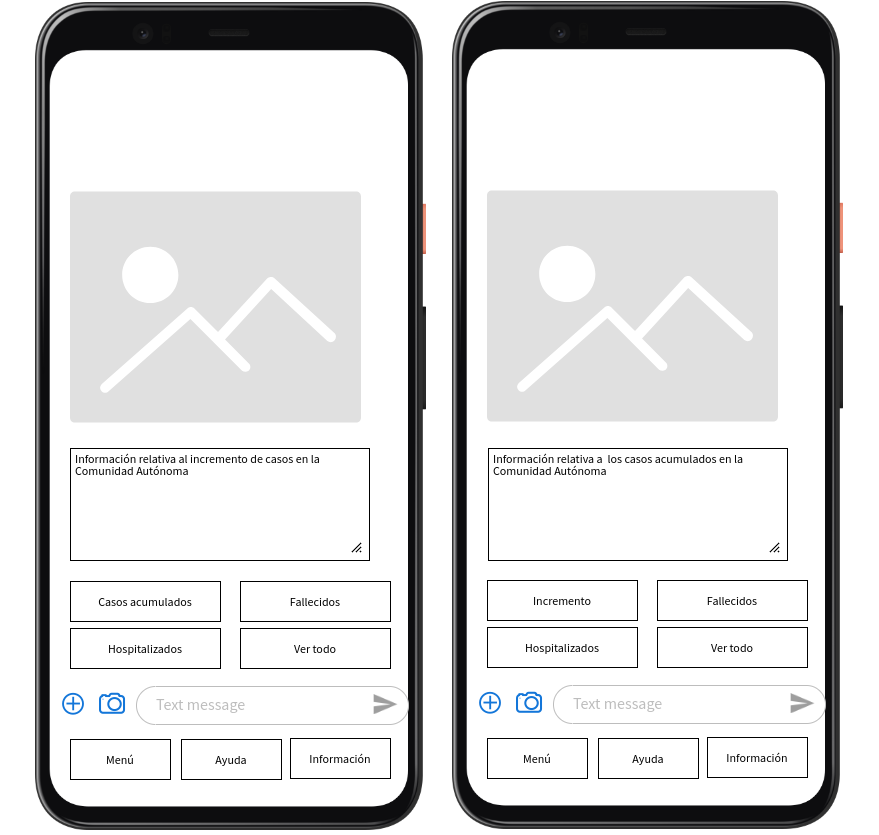 Información relativa al incremento de casos en la
Comunidad Autónoma
Casos acumulados
Fallecidos
Hospitalizados
Ver todo
Text message
Menú
Ayuda
Información
Información relativa a  los casos acumulados en la
Comunidad Autónoma
Incremento
Fallecidos
Hospitalizados
Ver todo
Text message
Menú
Ayuda
Información